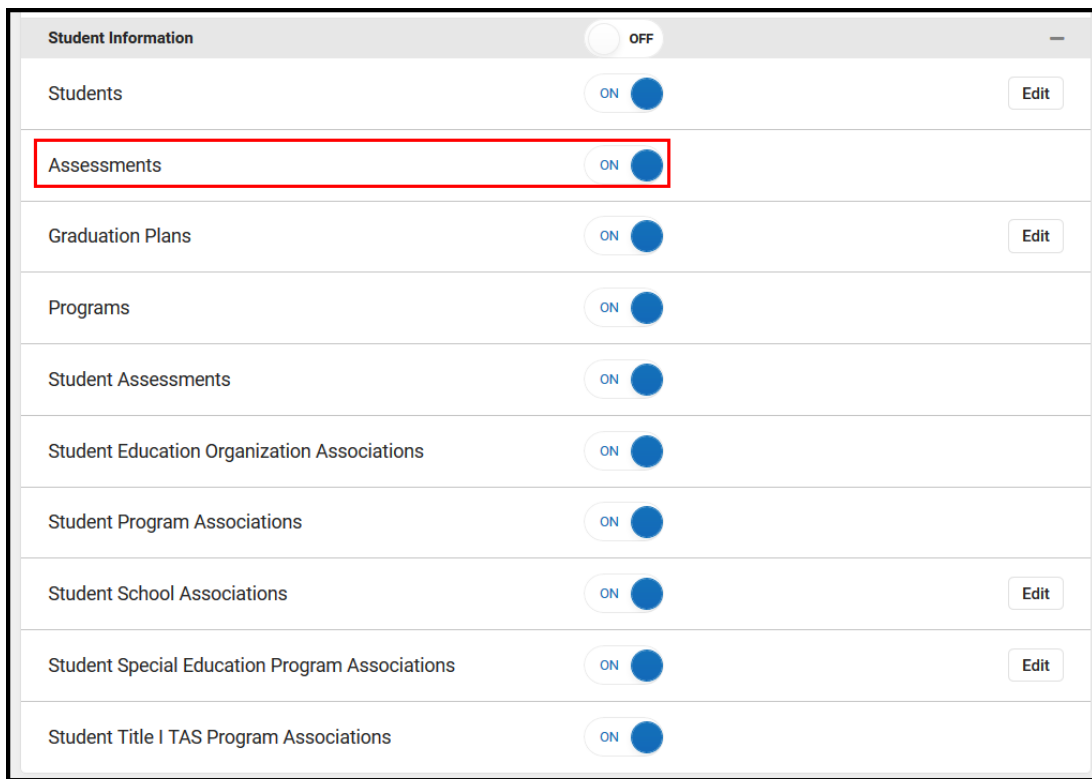 Student Information OFF
Students ON Edit
Assessments ON
Graduation Plans ON Edit
Programs ON
Student Assessments ON
Student Education Organization Associations ON
Student Program Associations ON
Student School Associations ON Edit
Student Special Education Program Associations ON Edit
Student Title I TAS Program Associations ON